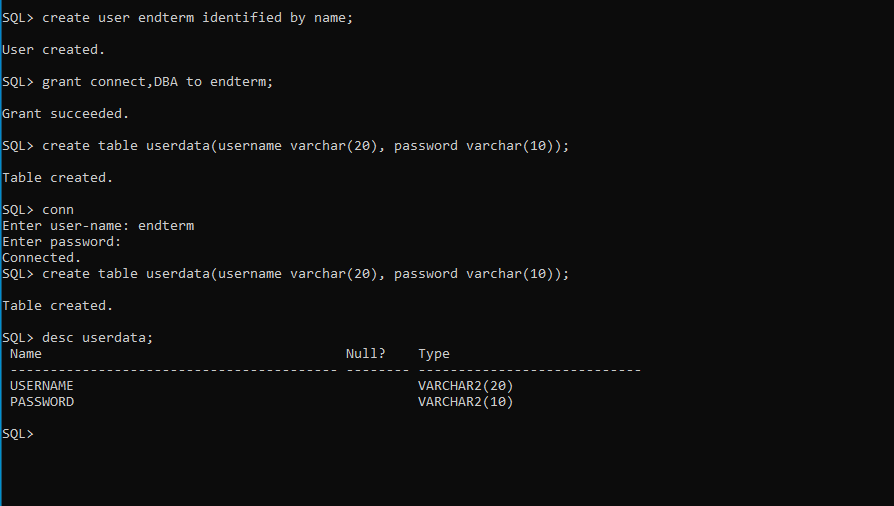 SQL> create user endterm identified by name;
User created.
SQL> grant connect,DBA to endterm;
Grant succeeded.
SQL> create table userdata(username varchar(20), password varchar(10));
Table created.
SQL> conn
Enter user-name: endterm
Enter password:
Connected.
SQL> create table userdata(username varchar(20), password varchar(10));
Table created.
SQL> desc userdata;
Name Null? Type
----------------------------------------- -------- ----------------------------
USERNAME VARCHAR2(20)
PASSWORD VARCHAR2(10)
SQL>